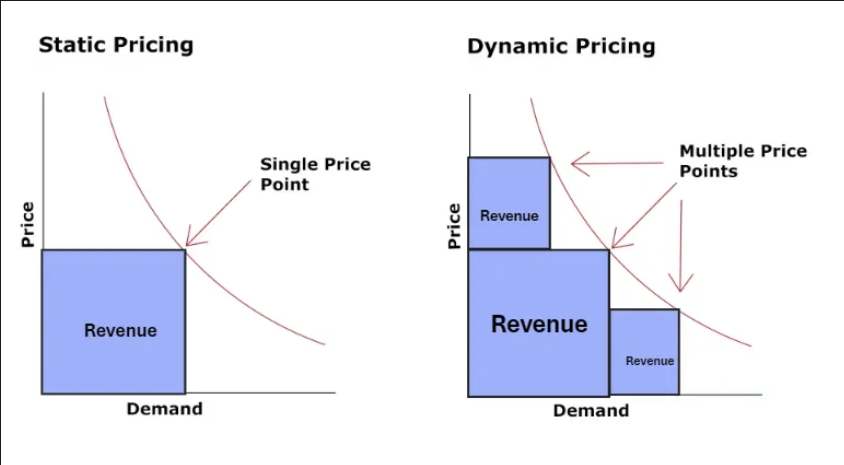 Static Pricing
Price
Single Price
Point
Revenue
Demand
Dynamic Pricing
Price
Multiple Price
Points
Revenue
Revenue
Revenue
Demand